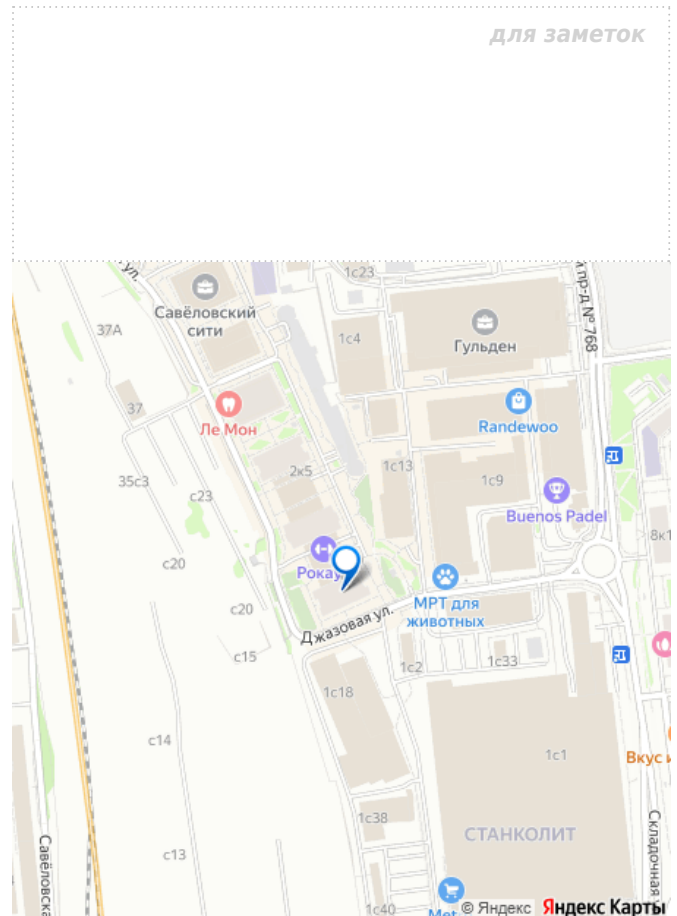 для заметок
ул.
1с23
пр-д № 768
Савёловский
сити
37А
1с4
Гульден
37
Ле Мон
Randewoo
2к5
1с13
1с9
35с3
с23
Buenos Padel
8к1
с20
Рокау
МРТ для
животных
с20
Джазовая ул.
с15
1с2
1с33
1с18
с14
1с1
Вкус и
1с38
СТАНКОЛИТ
Складочная
с13
Савёловска
1с40
Met
© Яндекс Яндекс Карты